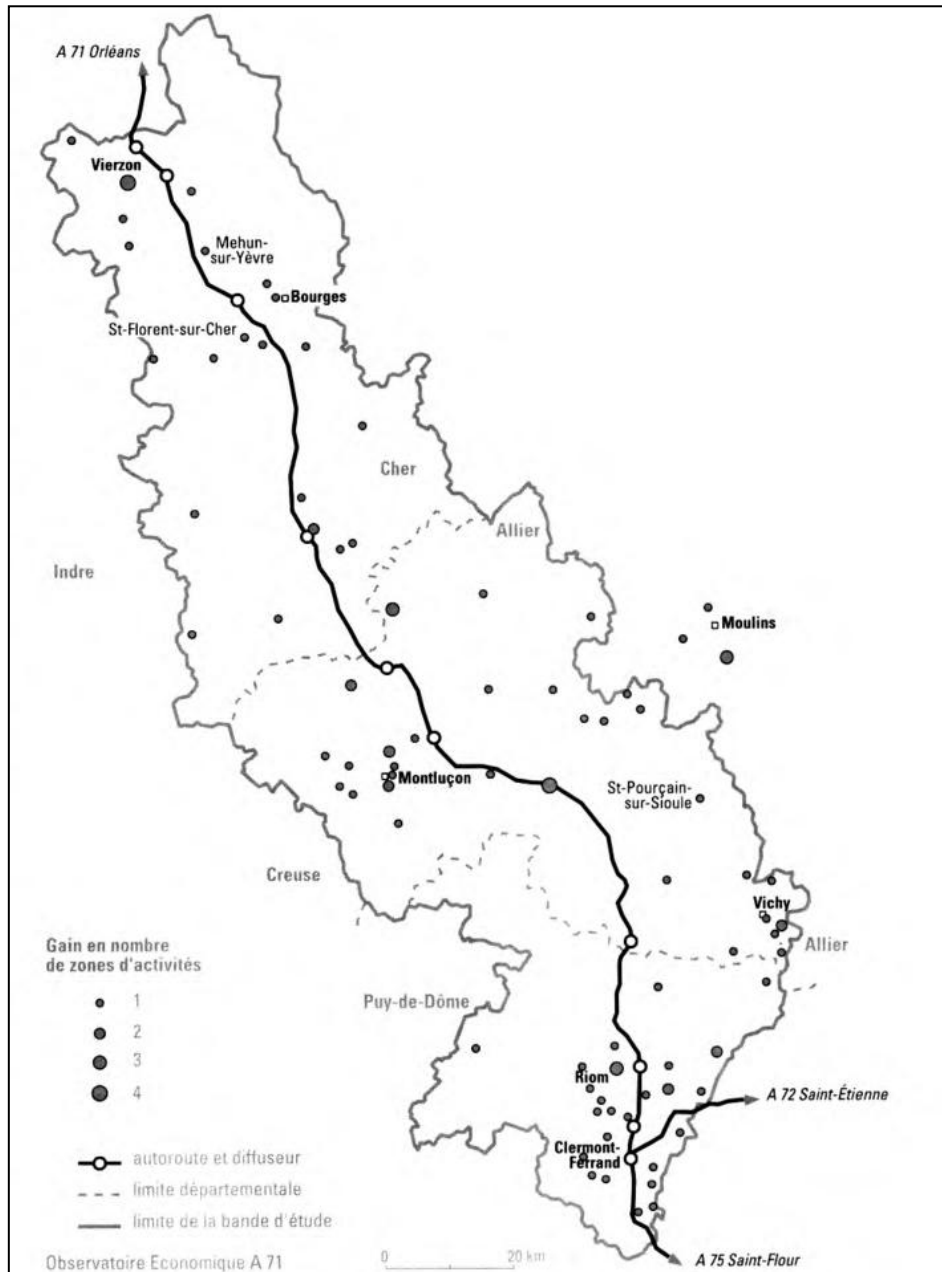 A 71 Orléans
Vierzon
Mehun-
sur-Yèvre
Bourges
St-Florent-sur-Cher
Cher
Allier
Indre
Moulins
Montluçon
St-Pourçain-
sur-Sioule
Creuse
Vichy
Allier
Gain en nombre
de zones d'activités
1
2
3
4
Puy-de-Dôme
Riom
A 72 Saint-Étienne
Clermont-
Ferrand
autoroute et diffuseur
limite départementale
limite de la bande d'étude
Observatoire Economique A 71
0 20 km
A 75 Saint-Flour